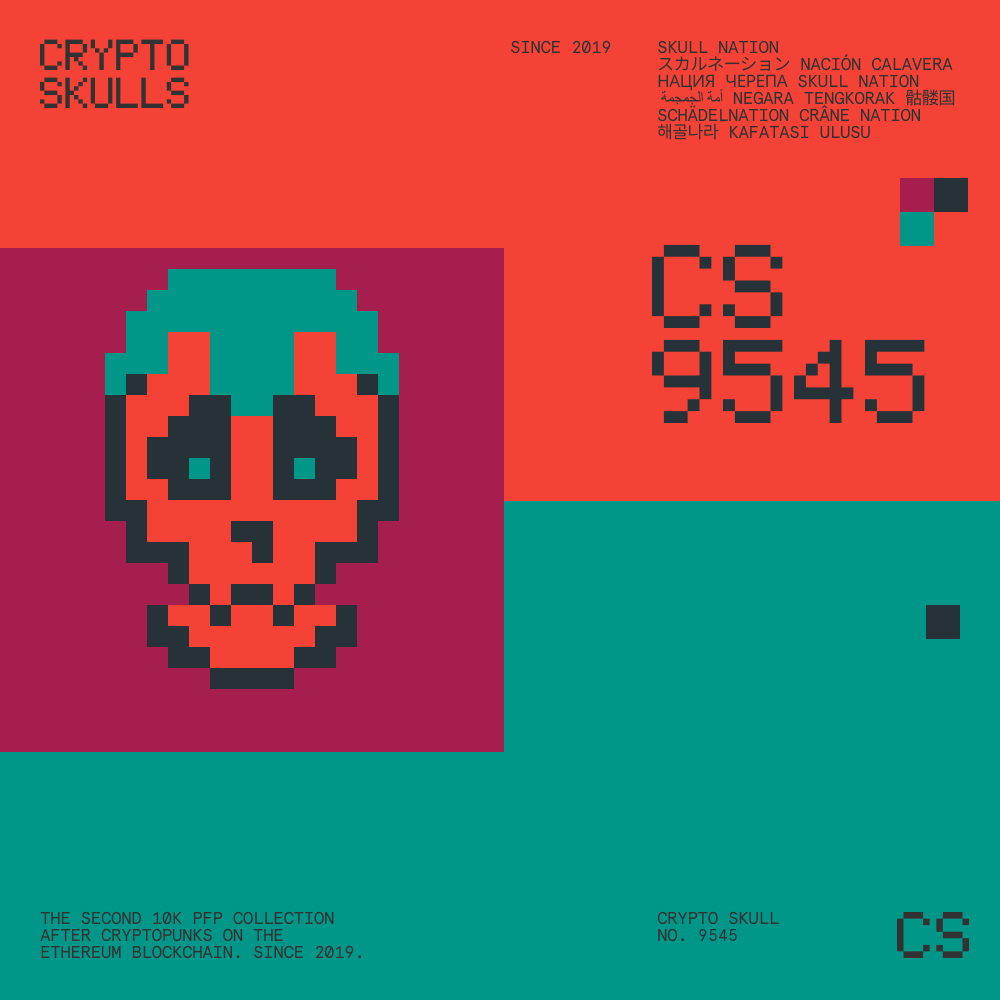 CRYPTO
SKULLS
SINCE 2019
SKULL NATION
スカルネーション NACIÓN CALAVERA
НАЦИЯ ЧЕРЕПА SKULL NATION
أمة الجمجمة NEGARA TENGKORAK 骷髅国
SCHÄDELNATION CRÂNE NATION
해골나라 KAFATASI ULUSU
CS
9545
THE SECOND 10K PFP COLLECTION
AFTER CRYPTOPUNKS ON THE
ETHEREUM BLOCKCHAIN. SINCE 2019.
CRYPTO SKULL
NO. 9545
CS